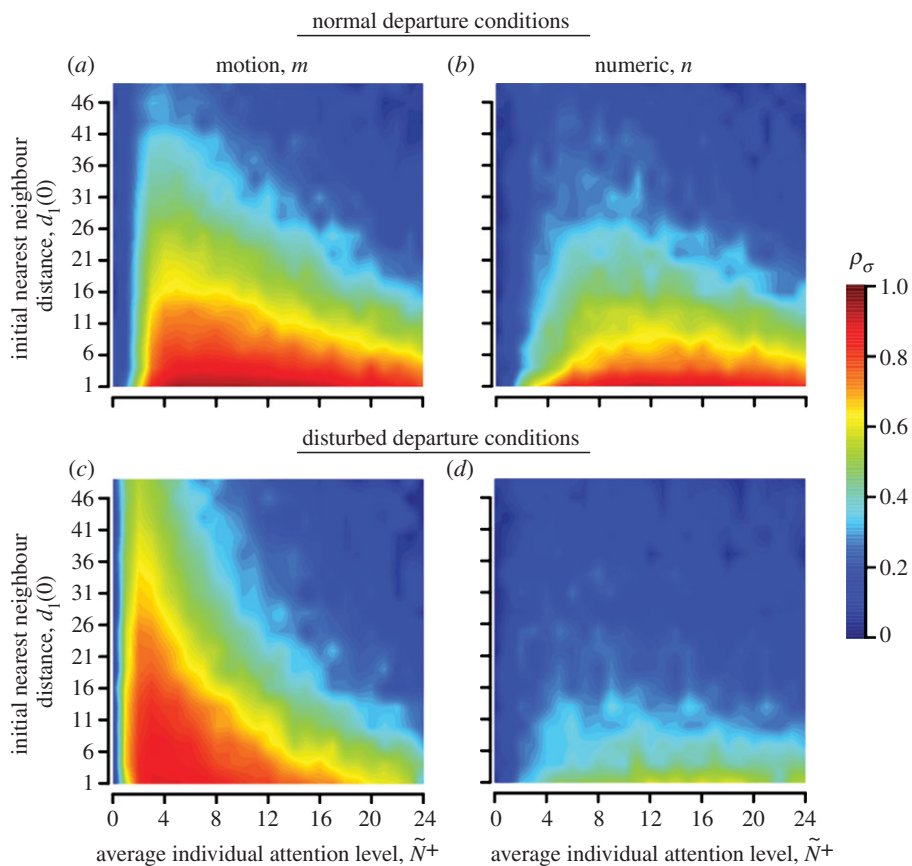 normal departure conditions
(a) motion, m
(b) numeric, n
initial nearest neighbour
distance, d₁(0)
46
41
36
31
26
21
16
11
6
1
ρσ
1.0
0.8
0.6
0.4
0.2
0
disturbed departure conditions
(c)
(d)
initial nearest neighbour
distance, d₁(0)
46
41
36
31
26
21
16
11
6
1
0 4 8 12 16 20 24
0 4 8 12 16 20 24
average individual attention level, Ñ⁺
average individual attention level, Ñ⁺